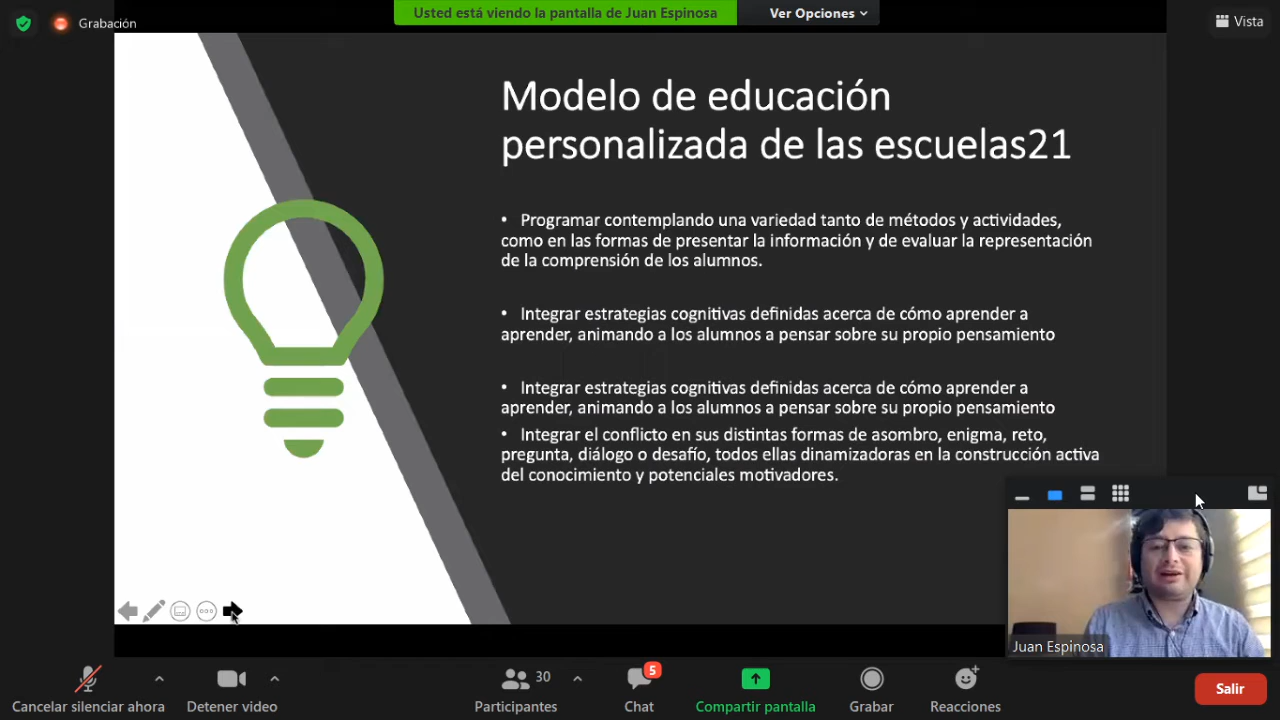 Grabación
Usted está viendo la pantalla de Juan Espinosa
Ver Opciones
Vista
Modelo de educación
personalizada de las escuelas21
• Programar contemplando una variedad tanto de métodos y actividades,
como en las formas de presentar la información y de evaluar la representación
de la comprensión de los alumnos.
• Integrar estrategias cognitivas definidas acerca de cómo aprender a
aprender, animando a los alumnos a pensar sobre su propio pensamiento
• Integrar estrategias cognitivas definidas acerca de cómo aprender a
aprender, animando a los alumnos a pensar sobre su propio pensamiento
• Integrar el conflicto en sus distintas formas de asombro, enigma, reto,
pregunta, diálogo o desafío, todos ellas dinamizadoras en la construcción activa
del conocimiento y potenciales motivadores.
Juan Espinosa
Cancelar silenciar ahora
Detener video
Participantes
30
Chat
5
Compartir pantalla
Grabar
Reacciones
Salir